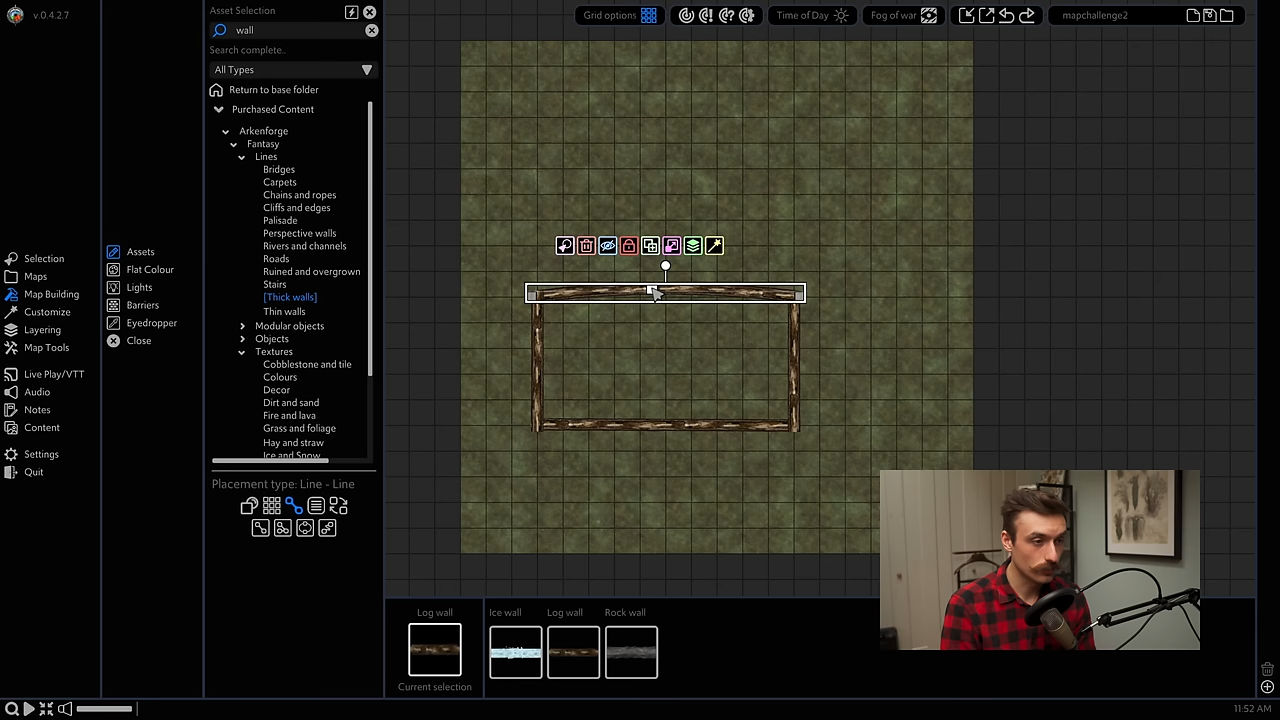 v.0.4.2.7
Selection
Maps
Map Building
Customize
Layering
Map Tools
Live Play/VTT
Audio
Notes
Content
Settings
Quit
Assets
Flat Colour
Lights
Barriers
Eyedropper
Close
Asset Selection
wall
Search complete..
All Types
Return to base folder
Purchased Content
Arkenforge
Fantasy
Lines
Bridges
Carpets
Chains and ropes
Cliffs and edges
Palisade
Perspective walls
Rivers and channels
Roads
Ruined and overgrown
Stairs
[Thick walls]
Thin walls
Modular objects
Objects
Textures
Cobblestone and tile
Colours
Decor
Dirt and sand
Fire and lava
Grass and foliage
Hay and straw
Ice and Snow
Placement type: Line - Line
Grid options
Time of Day
Fog of war
mapchallenge2
Log wall
Current selection
Ice wall
Log wall
Rock wall
11:52 AM